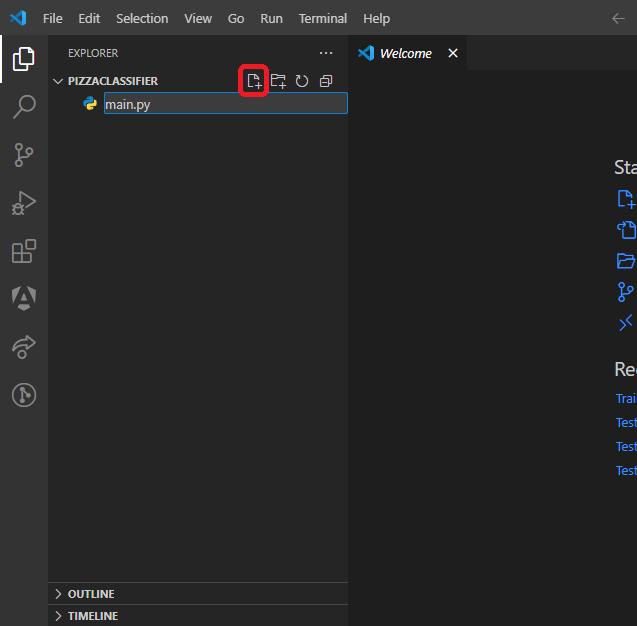 File Edit Selection View Go Run Terminal Help
EXPLORER
Welcome
PIZZACLASSIFIER
main.py
Sta
Re
Trai
Test
Test
Test
OUTLINE
TIMELINE